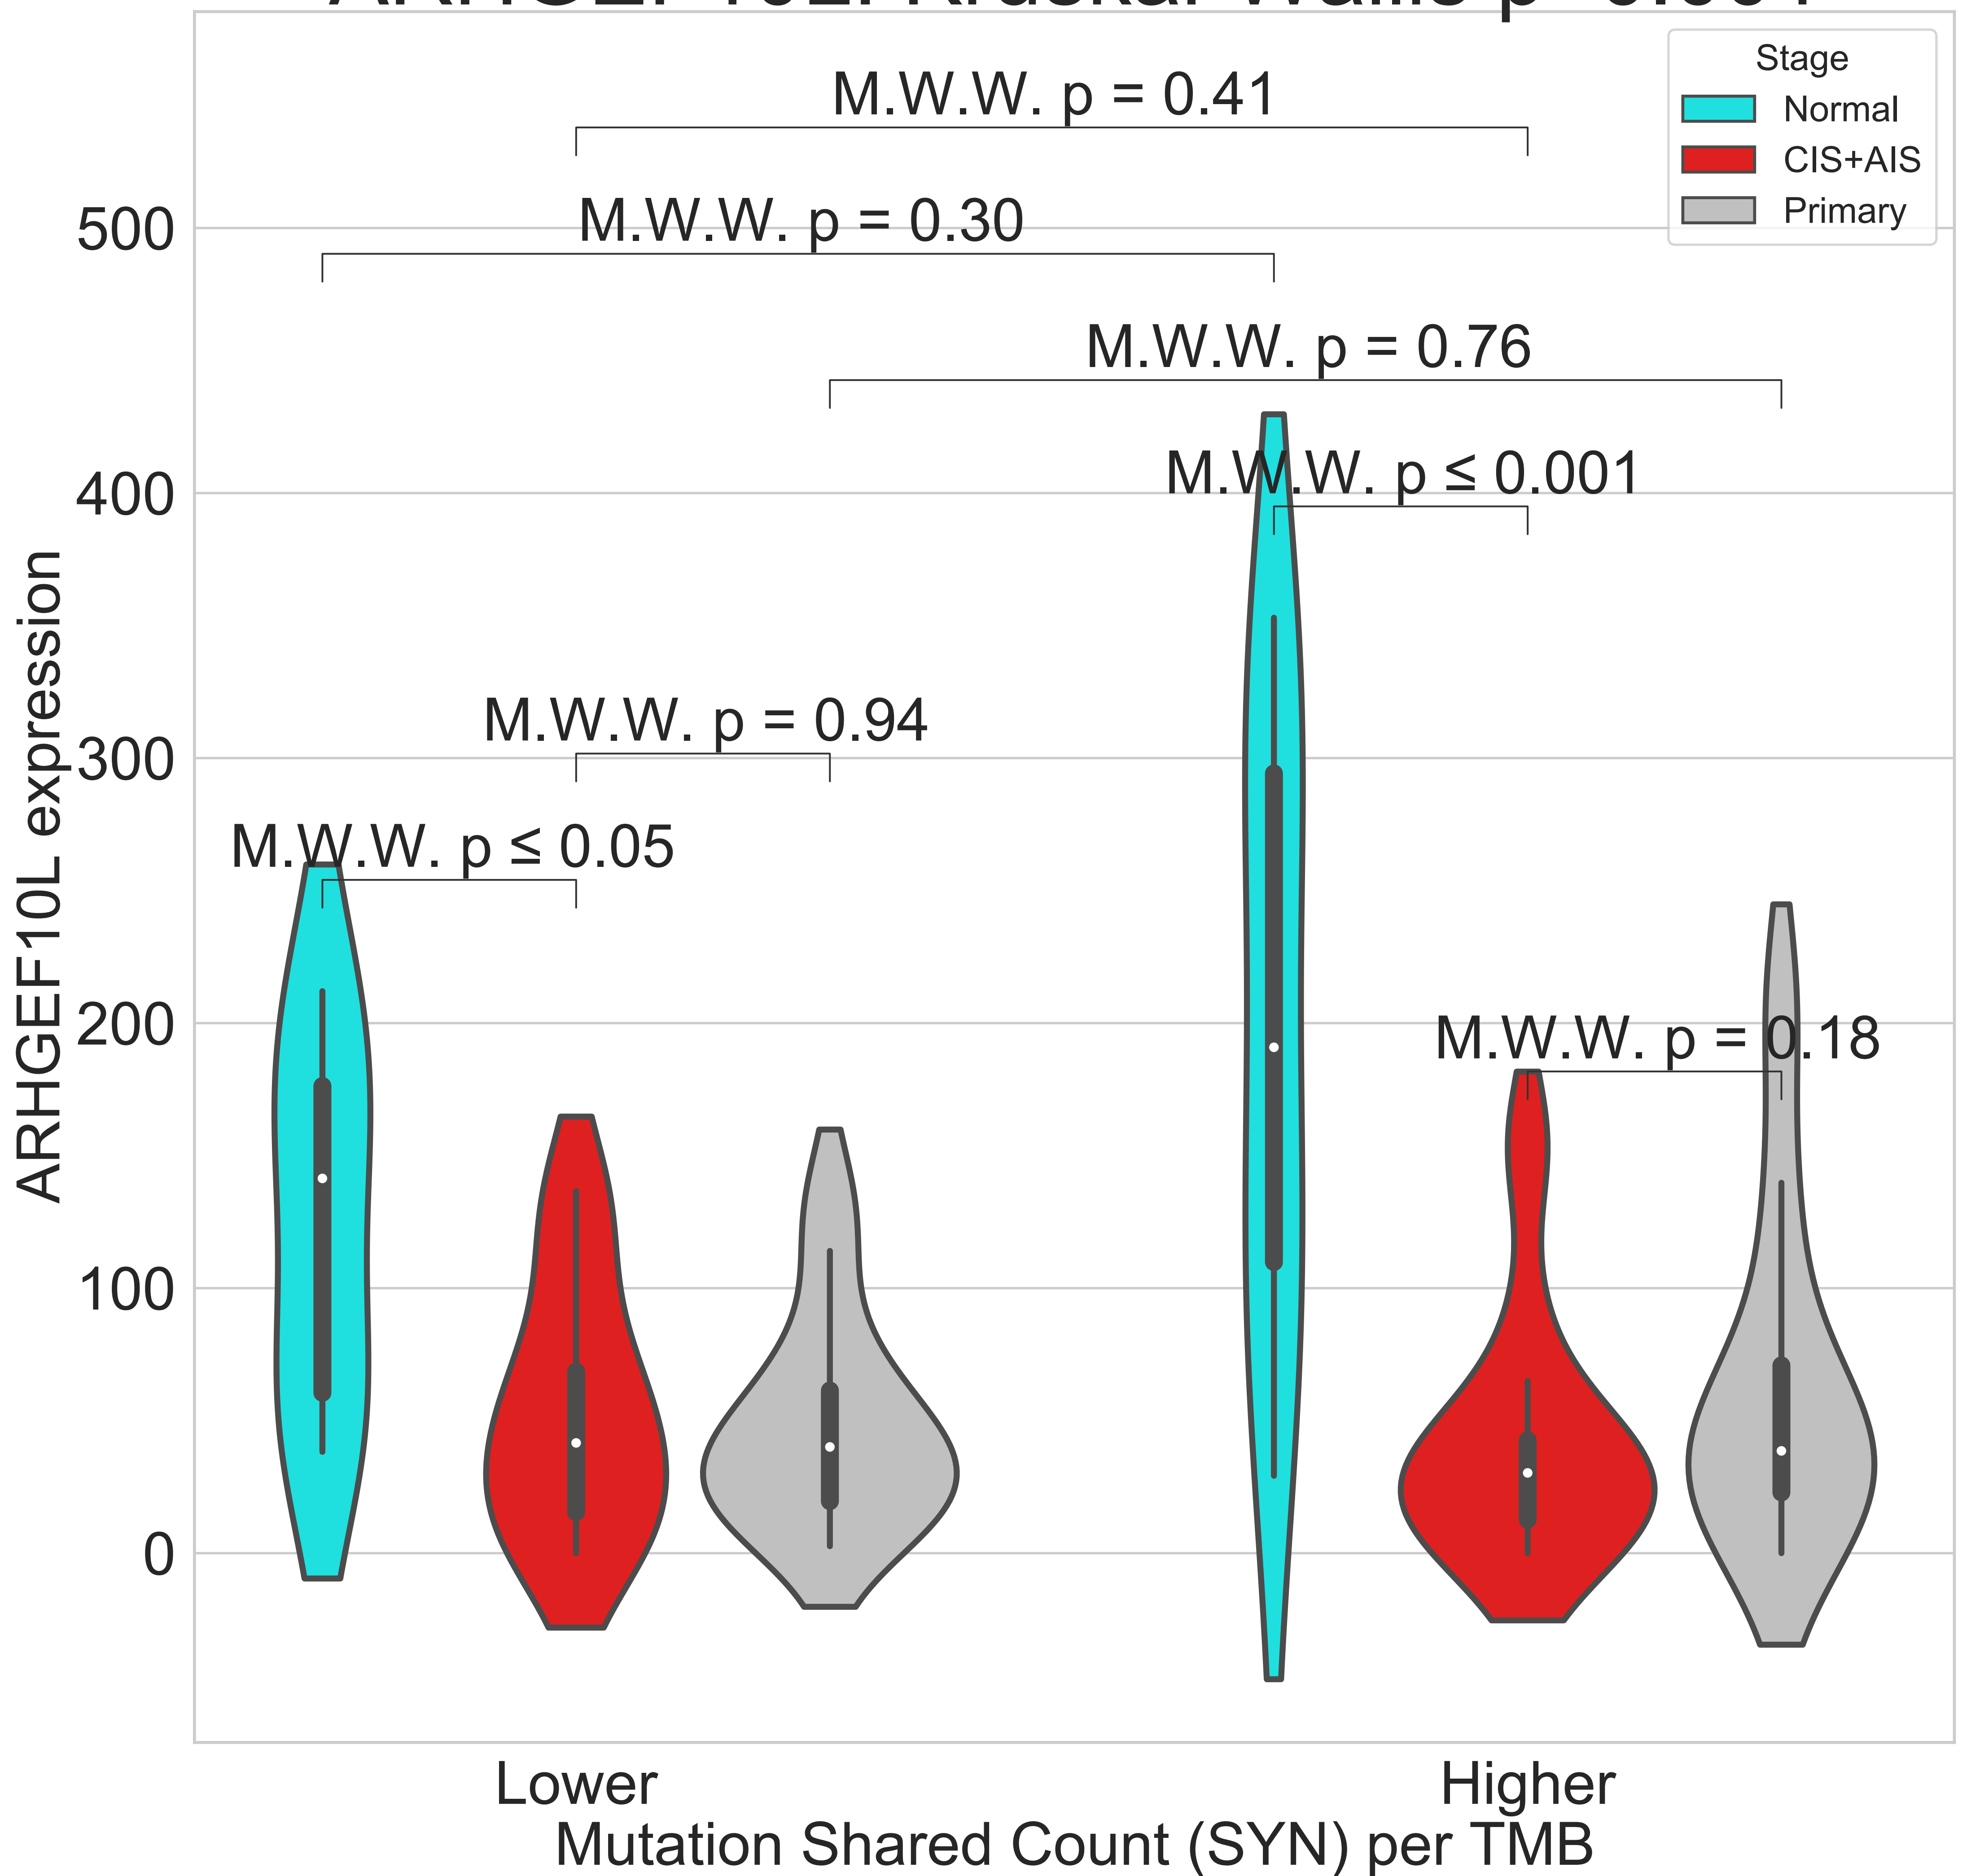 Stage
Normal
CIS+AIS
Primary
M.W.W. p = 0.41
M.W.W. p = 0.30
M.W.W. p = 0.76
M.W.W. p ≤ 0.001
M.W.W. p = 0.94
M.W.W. p ≤ 0.05
M.W.W. p = 0.18
500
400
300
200
100
0
ARHGEF10L expression
Lower
Higher
Mutation Shared Count (SYN) per TMB